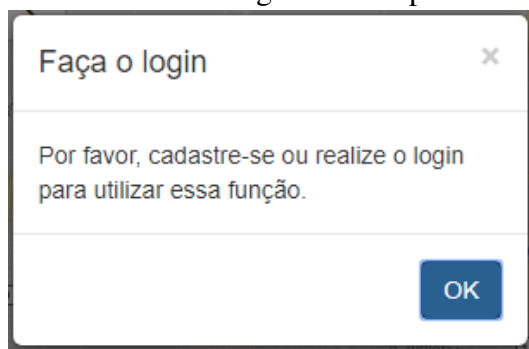 Faça o login
×
Por favor, cadastre-se ou realize o login
para utilizar essa função.
OK